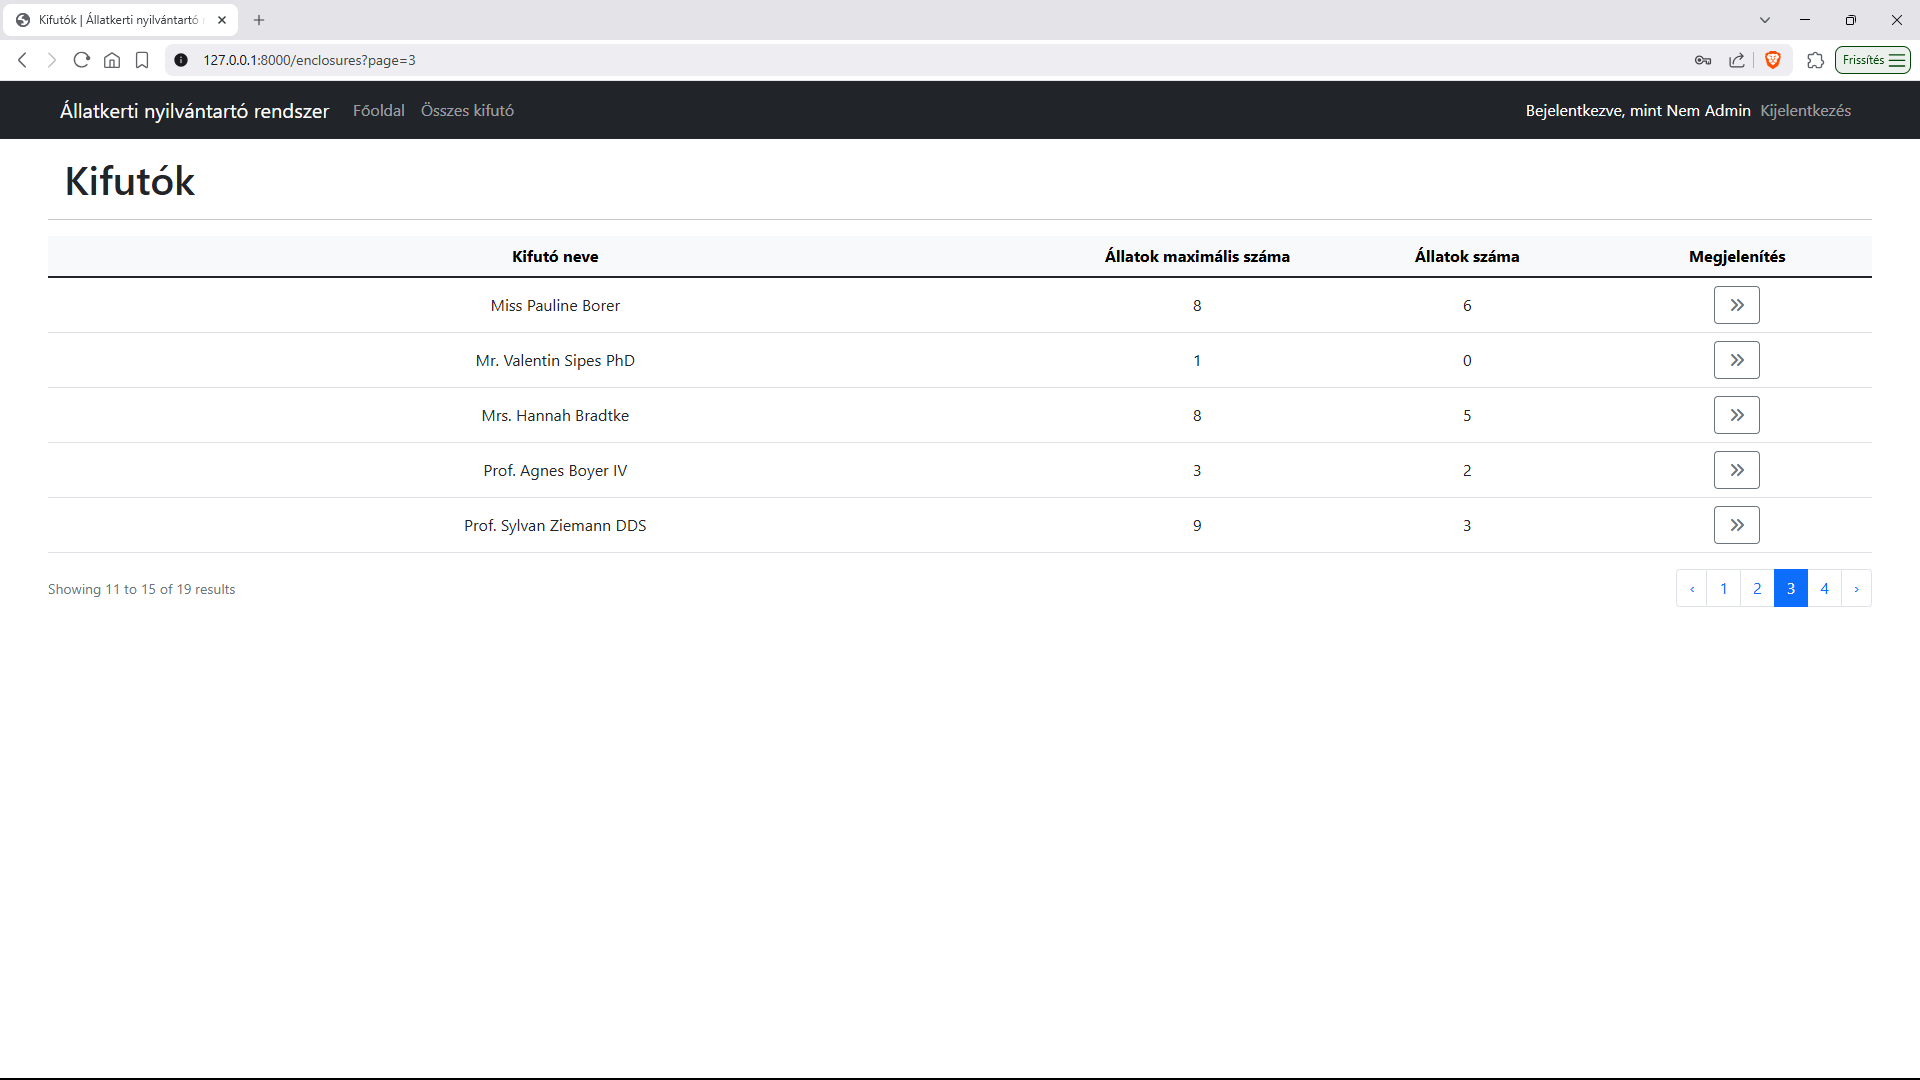 Kifutók | Állatkerti nyilvántartó
127.0.0.1:8000/enclosures?page=3
Frissítés
Állatkerti nyilvántartó rendszer Főoldal Összes kifutó Bejelentkezve, mint Nem Admin Kijelentkezés
Kifutók
Kifutó neve Állatok maximális száma Állatok száma Megjelenítés
Miss Pauline Borer 8 6 »
Mr. Valentin Sipes PhD 1 0 »
Mrs. Hannah Bradtke 8 5 »
Prof. Agnes Boyer IV 3 2 »
Prof. Sylvan Ziemann DDS 9 3 »
Showing 11 to 15 of 19 results ‹ 1 2 3 4 ›